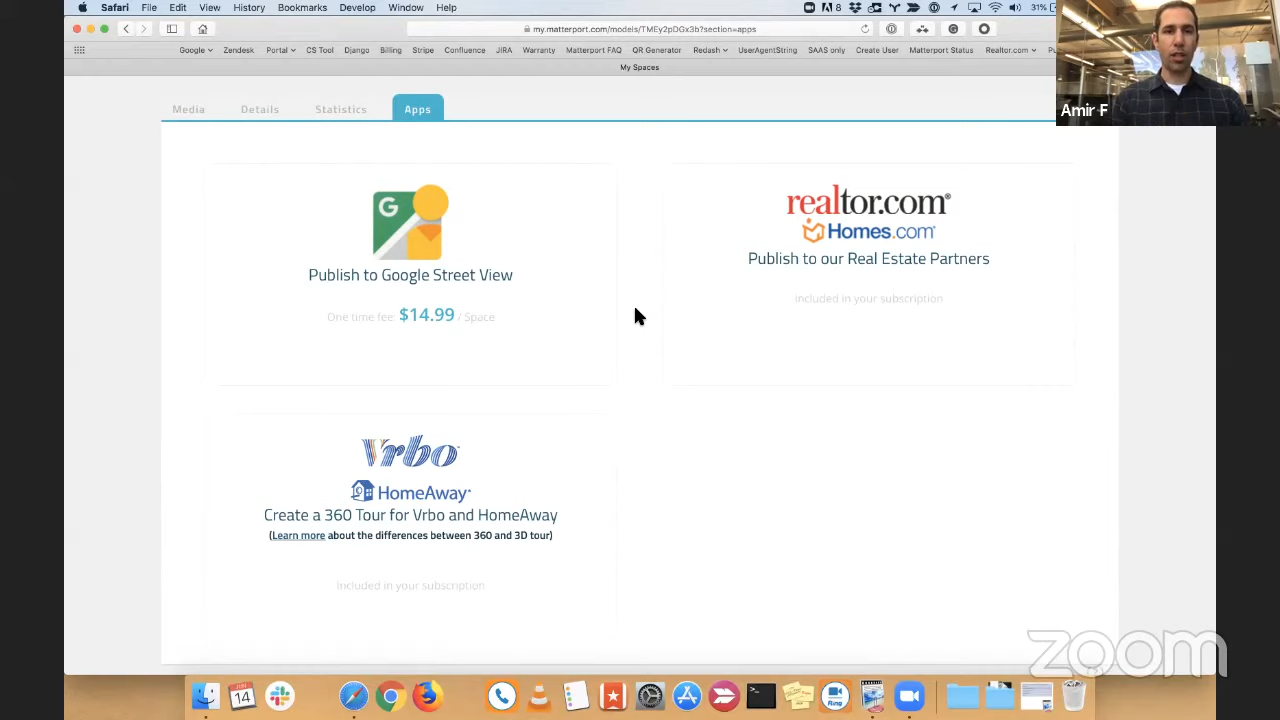 Safari File Edit View History Bookmarks Develop Window Help
8
31%
my.matterport.com/models/TMEy2pDGx3b?section=apps
Google Zendesk Portal CS Tool Django Billing Stripe Confluence JIRA Warranty Matterport FAQ QR Generator Redash UserAgentString SAAS only Create User Matterport Status Realtor.com
My Spaces
Media Details Statistics Apps
Amir F
G
Publish to Google Street View
One time fee: $14.99 / Space
realtor.com®
Homes.com
Publish to our Real Estate Partners
Included in your subscription
Vrbo
HomeAway
Create a 360 Tour for Vrbo and HomeAway
(Learn more about the differences between 360 and 3D tour)
Included in your subscription
zoom
14
Ring